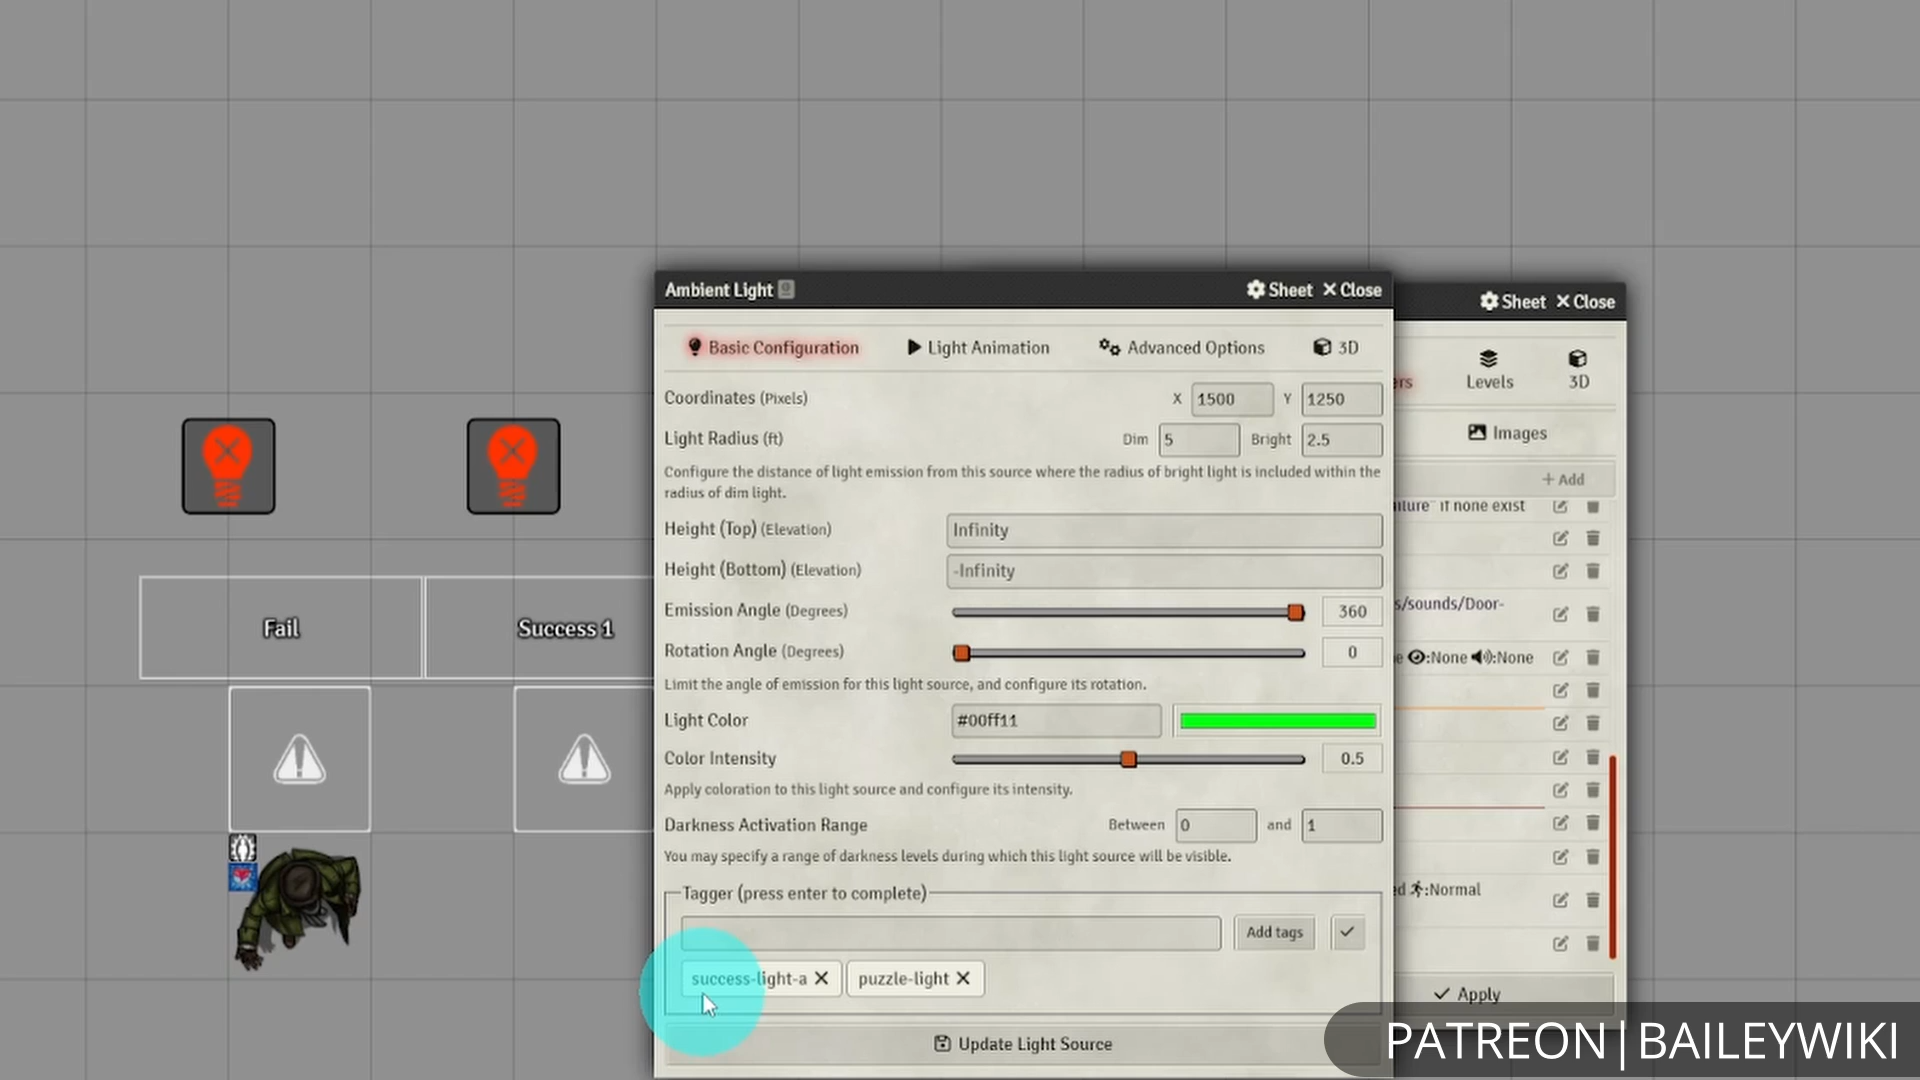 Ambient Light Sheet Close
Sheet Close
Basic Configuration Light Animation Advanced Options 3D
Levels 3D
Coordinates (Pixels) X 1500 Y 1250
Images
Light Radius (ft) Dim 5 Bright 2.5
Configure the distance of light emission from this source where the radius of bright light is included within the
radius of dim light.
+ Add
if none exist
Height (Top) (Elevation) Infinity
Height (Bottom) (Elevation) -Infinity
Emission Angle (Degrees) 360
s/sounds/Door-
Rotation Angle (Degrees) 0
:None :None
Limit the angle of emission for this light source, and configure its rotation.
Fail
Success 1
Light Color #00ff11
Color Intensity 0.5
Apply coloration to this light source and configure its intensity.
Darkness Activation Range Between 0 and 1
You may specify a range of darkness levels during which this light source will be visible.
:Normal
Tagger (press enter to complete)
Add tags
success-light-a puzzle-light
Apply
Update Light Source
PATREON|BAILEYWIKI